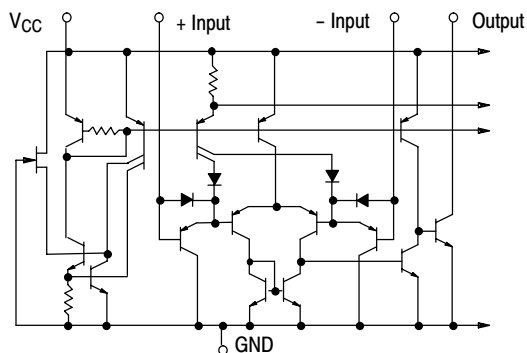 VCC
+ Input
– Input
Output
GND